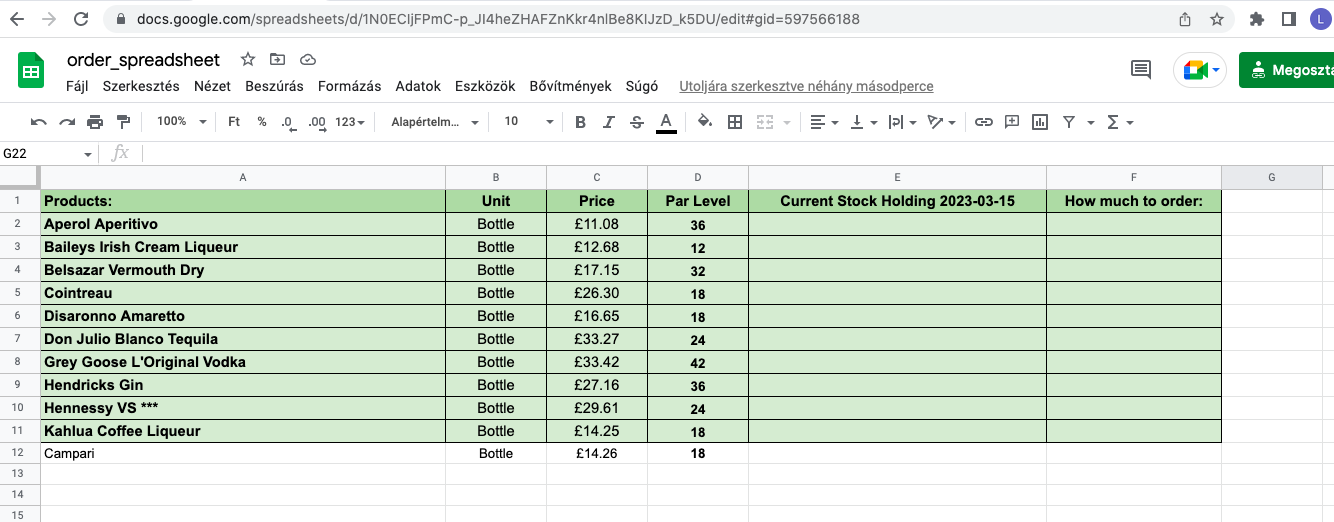 docs.google.com/spreadsheets/d/1N0ECIjFPmC-p_JI4heZHAFZnKkr4nlBe8KIJzD_k5DU/edit#gid=597566188
L
order_spreadsheet
Fájl Szerkesztés Nézet Beszúrás Formázás Adatok Eszközök Bővítmények Súgó Utoljára szerkesztve néhány másodperce
Megoszta
100% Ft % .0 .00 123 Alapértelm... 10 B I S A Σ
G22 fx
A B C D E F G
1 Products: Unit Price Par Level Current Stock Holding 2023-03-15 How much to order:
2 Aperol Aperitivo Bottle £11.08 36
3 Baileys Irish Cream Liqueur Bottle £12.68 12
4 Belsazar Vermouth Dry Bottle £17.15 32
5 Cointreau Bottle £26.30 18
6 Disaronno Amaretto Bottle £16.65 18
7 Don Julio Blanco Tequila Bottle £33.27 24
8 Grey Goose L'Original Vodka Bottle £33.42 42
9 Hendricks Gin Bottle £27.16 36
10 Hennessy VS *** Bottle £29.61 24
11 Kahlua Coffee Liqueur Bottle £14.25 18
12 Campari Bottle £14.26 18
13
14
15